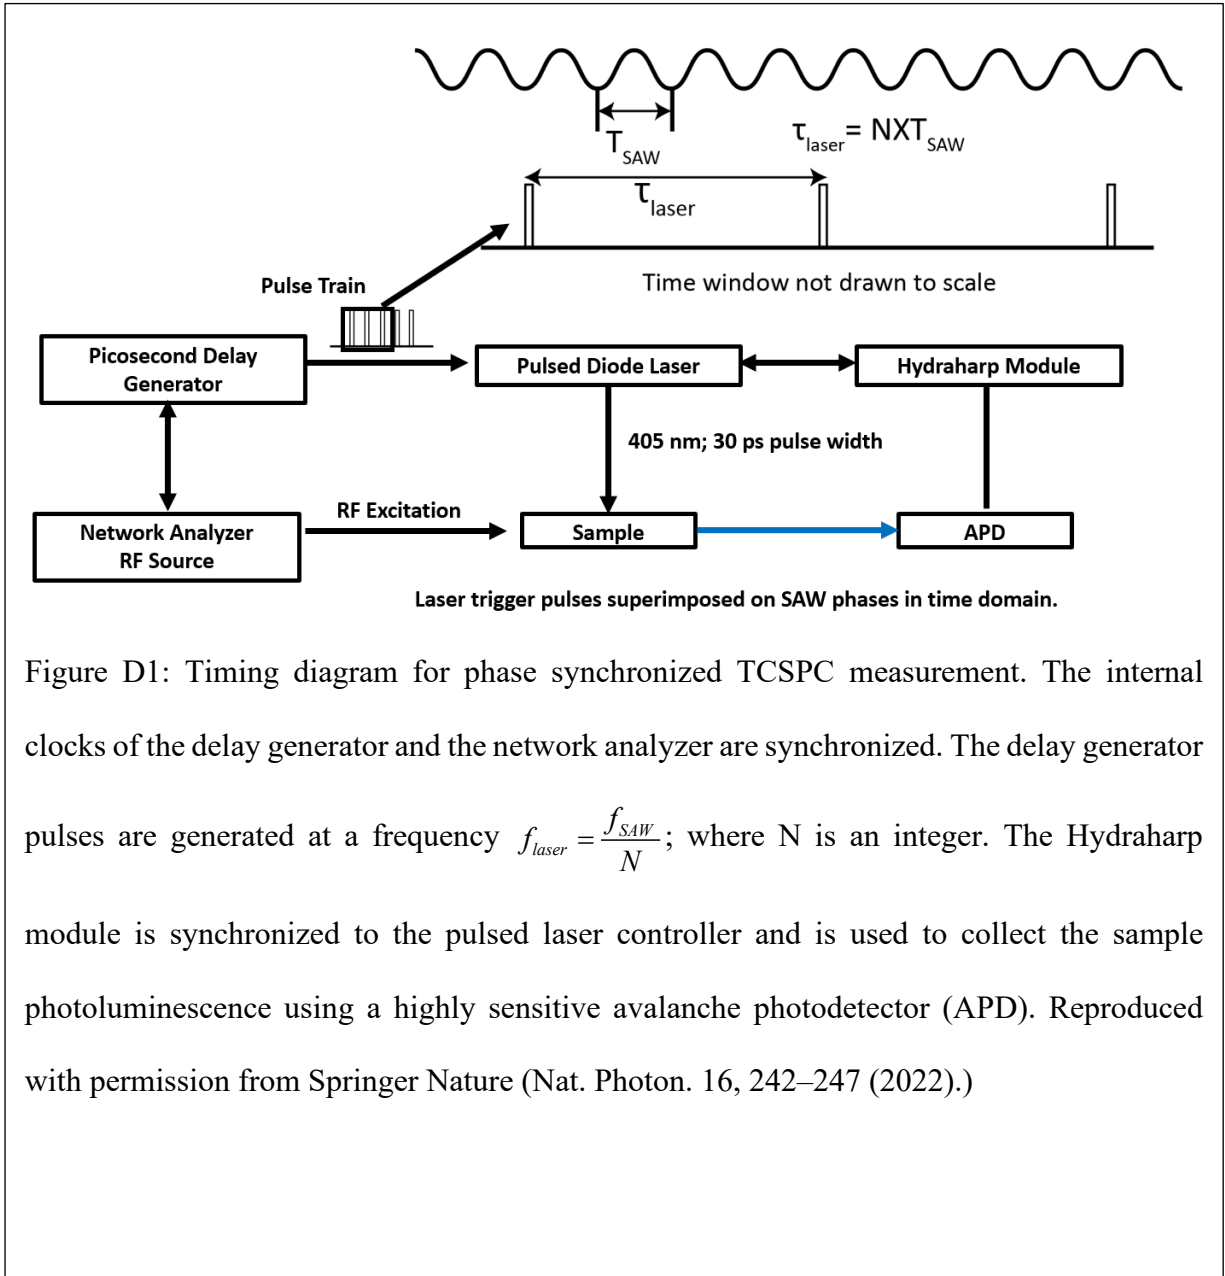 T_SAW
τ_laser = NXT_SAW
τ_laser
Time window not drawn to scale
Pulse Train
Picosecond Delay
Generator
Pulsed Diode Laser
Hydraharp Module
405 nm; 30 ps pulse width
RF Excitation
Network Analyzer
RF Source
Sample
APD
Laser trigger pulses superimposed on SAW phases in time domain.
Figure D1: Timing diagram for phase synchronized TCSPC measurement. The internal
clocks of the delay generator and the network analyzer are synchronized. The delay generator
pulses are generated at a frequency f_laser = f_SAW / N; where N is an integer. The Hydraharp
module is synchronized to the pulsed laser controller and is used to collect the sample
photoluminescence using a highly sensitive avalanche photodetector (APD). Reproduced
with permission from Springer Nature (Nat. Photon. 16, 242–247 (2022).)